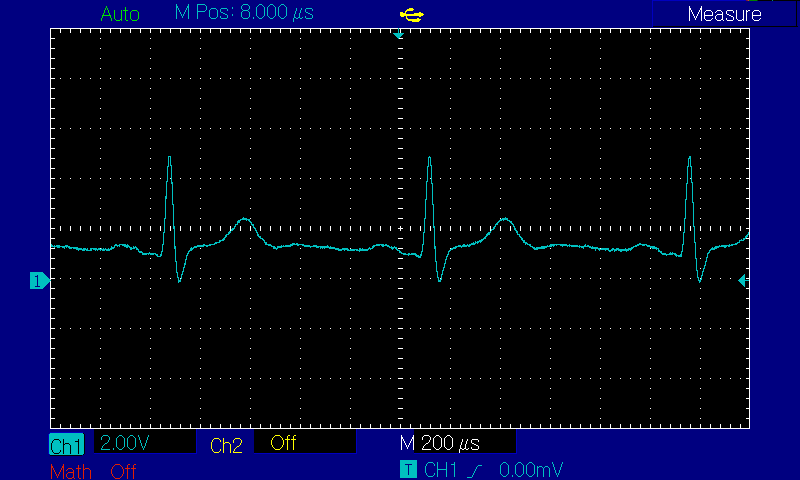 Auto M Pos: 8.000 μs Measure
1
Ch1 2.00V Ch2 Off M 200 μs
Math Off T CH1 0.00mV